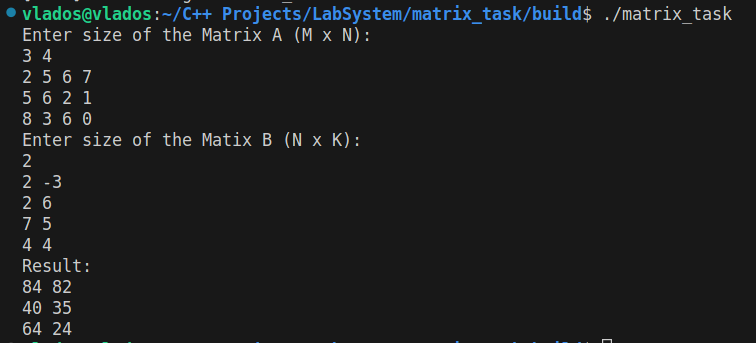 vlados@vlados:~/C++ Projects/LabSystem/matrix_task/build$ ./matrix_task
Enter size of the Matrix A (M x N):
3 4
2 5 6 7
5 6 2 1
8 3 6 0
Enter size of the Matix B (N x K):
2
2 -3
2 6
7 5
4 4
Result:
84 82
40 35
64 24